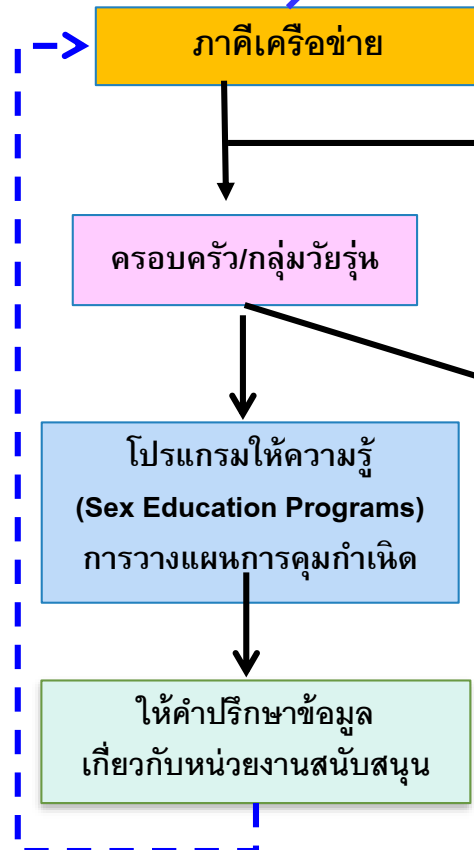 ภาคีเครือข่าย
ครอบครัว/กลุ่มวัยรุ่น
โปรแกรมให้ความรู้
(Sex Education Programs)
การวางแผนการคุมกำเนิด
ให้คำปรึกษาข้อมูล
เกี่ยวกับหน่วยงานสนับสนุน